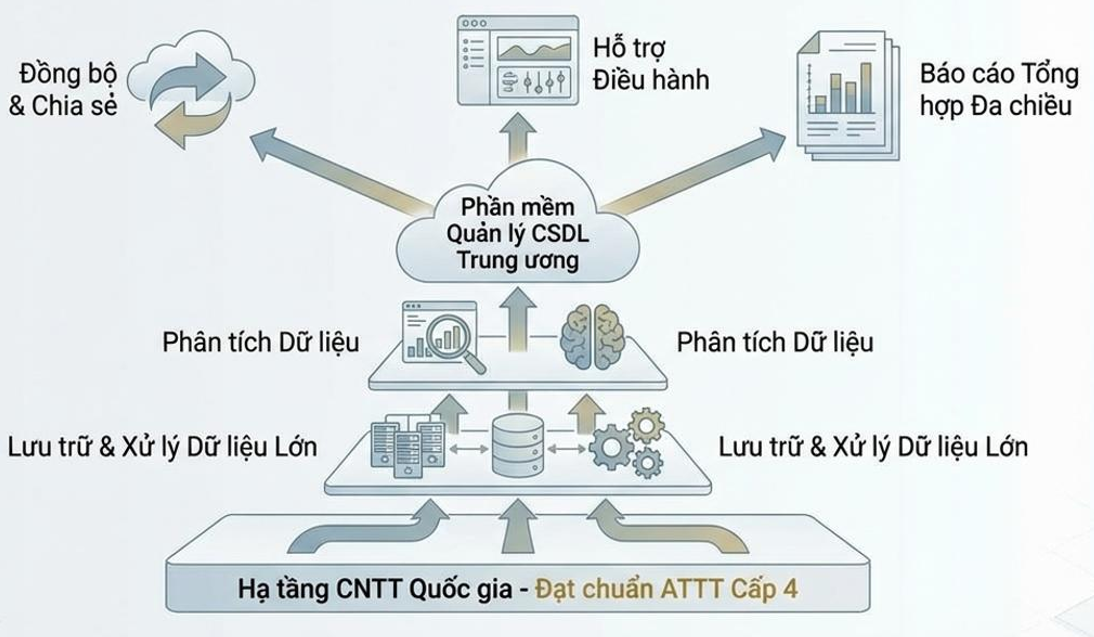 Đồng bộ
& Chia sẻ
Hỗ trợ
Điều hành
Báo cáo Tổng
hợp Đa chiều
Phần mềm
Quản lý CSDL
Trung ương
Phân tích Dữ liệu
Phân tích Dữ liệu
Lưu trữ & Xử lý Dữ liệu Lớn
Lưu trữ & Xử lý Dữ liệu Lớn
Hạ tầng CNTT Quốc gia - Đạt chuẩn ATTT Cấp 4